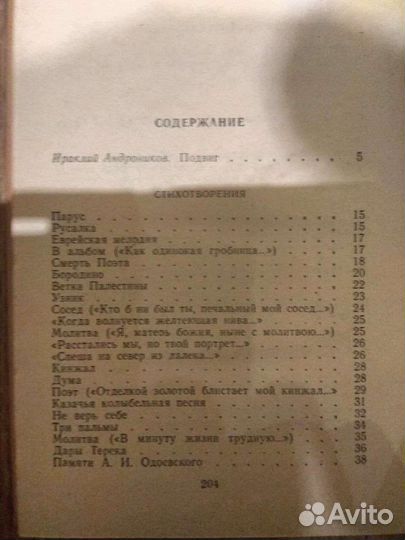 СОДЕРЖАНИЕ
Ираклий Андроников. Подвиг . . . . . . . . 5
СТИХОТВОРЕНИЯ
Парус . . . . . . . . . . . . . 15
Русалка . . . . . . . . . . . . . 15
Еврейская мелодия . . . . . . . . . . 17
В альбом («Как одинокая гробница...») . . . . . 17
Смерть Поэта . . . . . . . . . . . 18
Бородино . . . . . . . . . . . . 20
Ветка Палестины . . . . . . . . . . 22
Узник . . . . . . . . . . . . . 23
Сосед («Кто б ни был ты, печальный мой сосед...») . 24
«Когда волнуется желтеющая нива...» . . . . . 25
Молитва («Я, матерь божия, ныне с молитвою...») . 25
«Расстались мы, но твой портрет...» . . . . . 26
«Спеша на север из далека...» . . . . . . . 26
Кинжал . . . . . . . . . . . . . 28
Дума . . . . . . . . . . . . . 28
Поэт («Отделкой золотой блистает мой кинжал...» . 29
Казачья колыбельная песня . . . . . . . 31
Не верь себе . . . . . . . . . . . 32
Три пальмы . . . . . . . . . . . 34
Молитва («В минуту жизни трудную...») . . . . 35
Дары Терека . . . . . . . . . . . 36
Памяти А. И. Одоевского . . . . . . . . 38
204
Avito